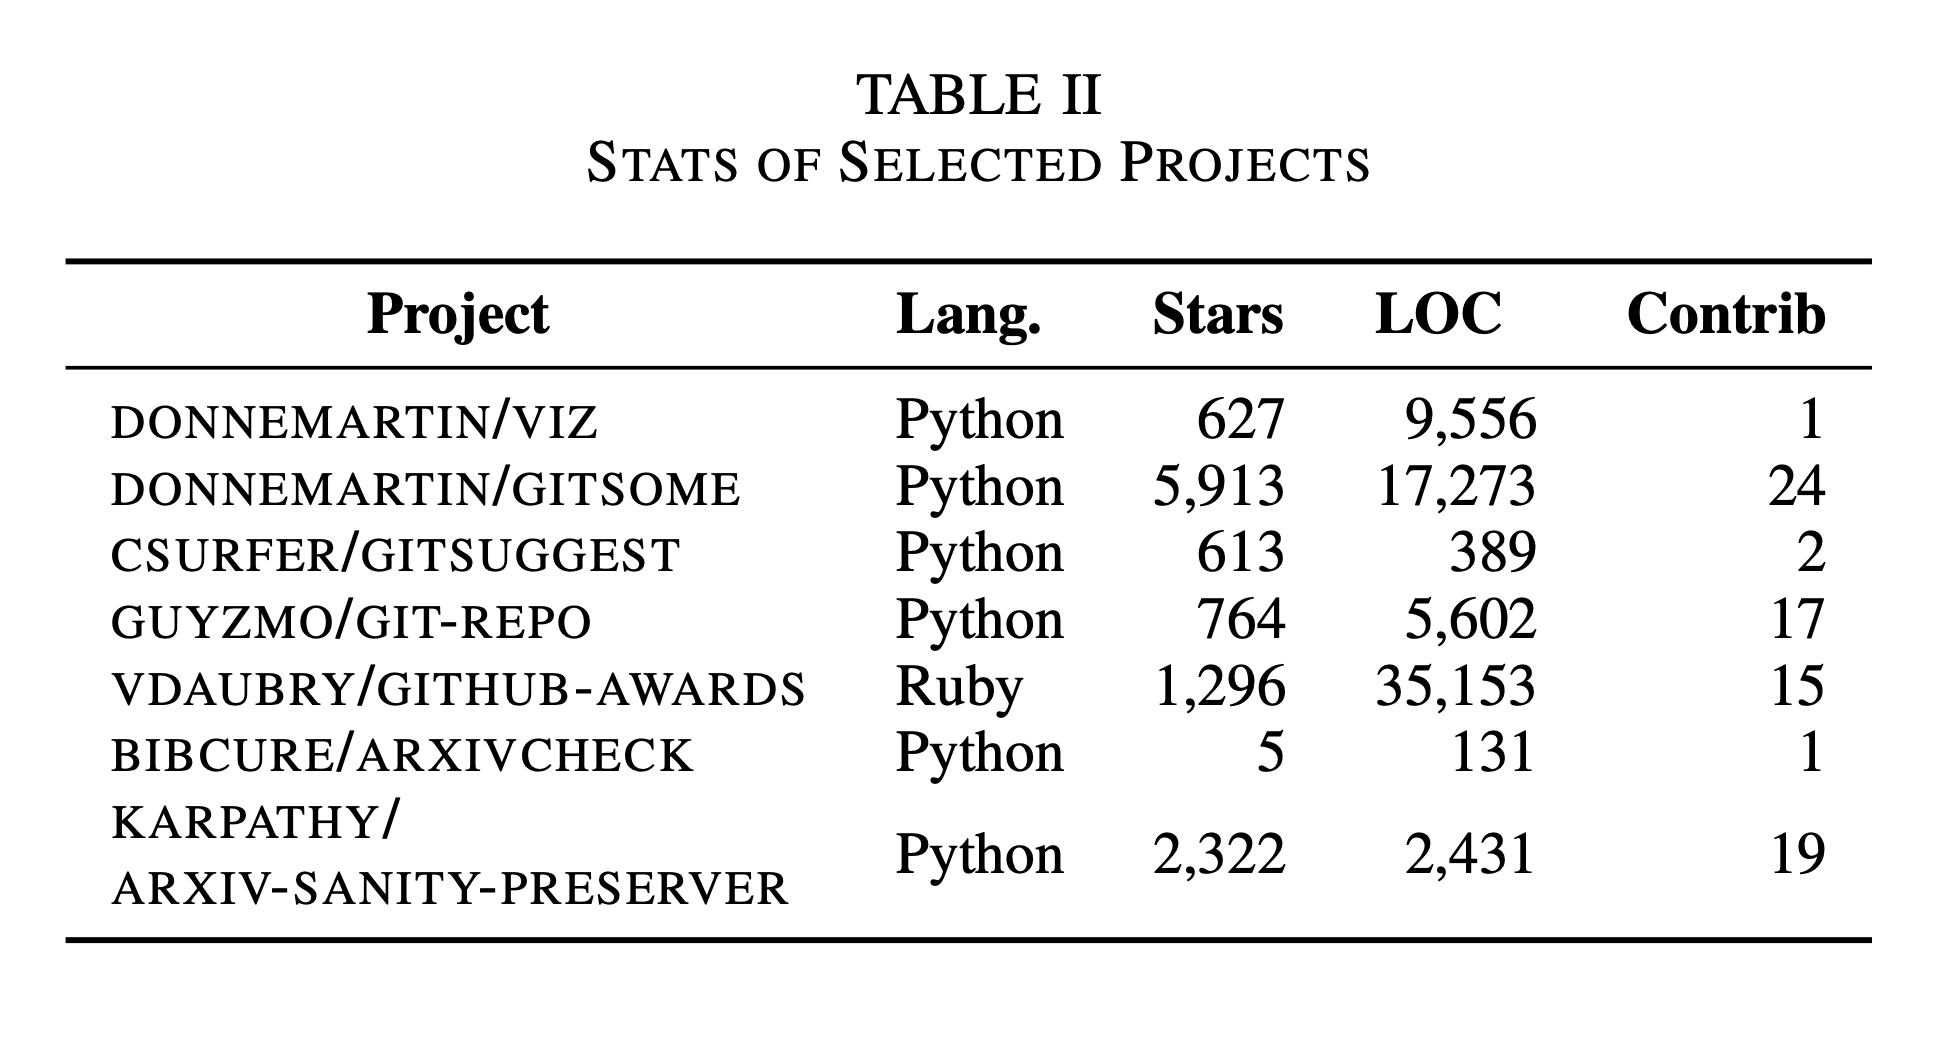 TABLE II
STATS OF SELECTED PROJECTS
Project Lang. Stars LOC Contrib
DONNEMARTIN/VIZ Python 627 9,556 1
DONNEMARTIN/GITSOME Python 5,913 17,273 24
CSURFER/GITSUGGEST Python 613 389 2
GUYZMO/GIT-REPO Python 764 5,602 17
VDAUBRY/GITHUB-AWARDS Ruby 1,296 35,153 15
BIBCURE/ARXIVCHECK Python 5 131 1
KARPATHY/
ARXIV-SANITY-PRESERVER Python 2,322 2,431 19